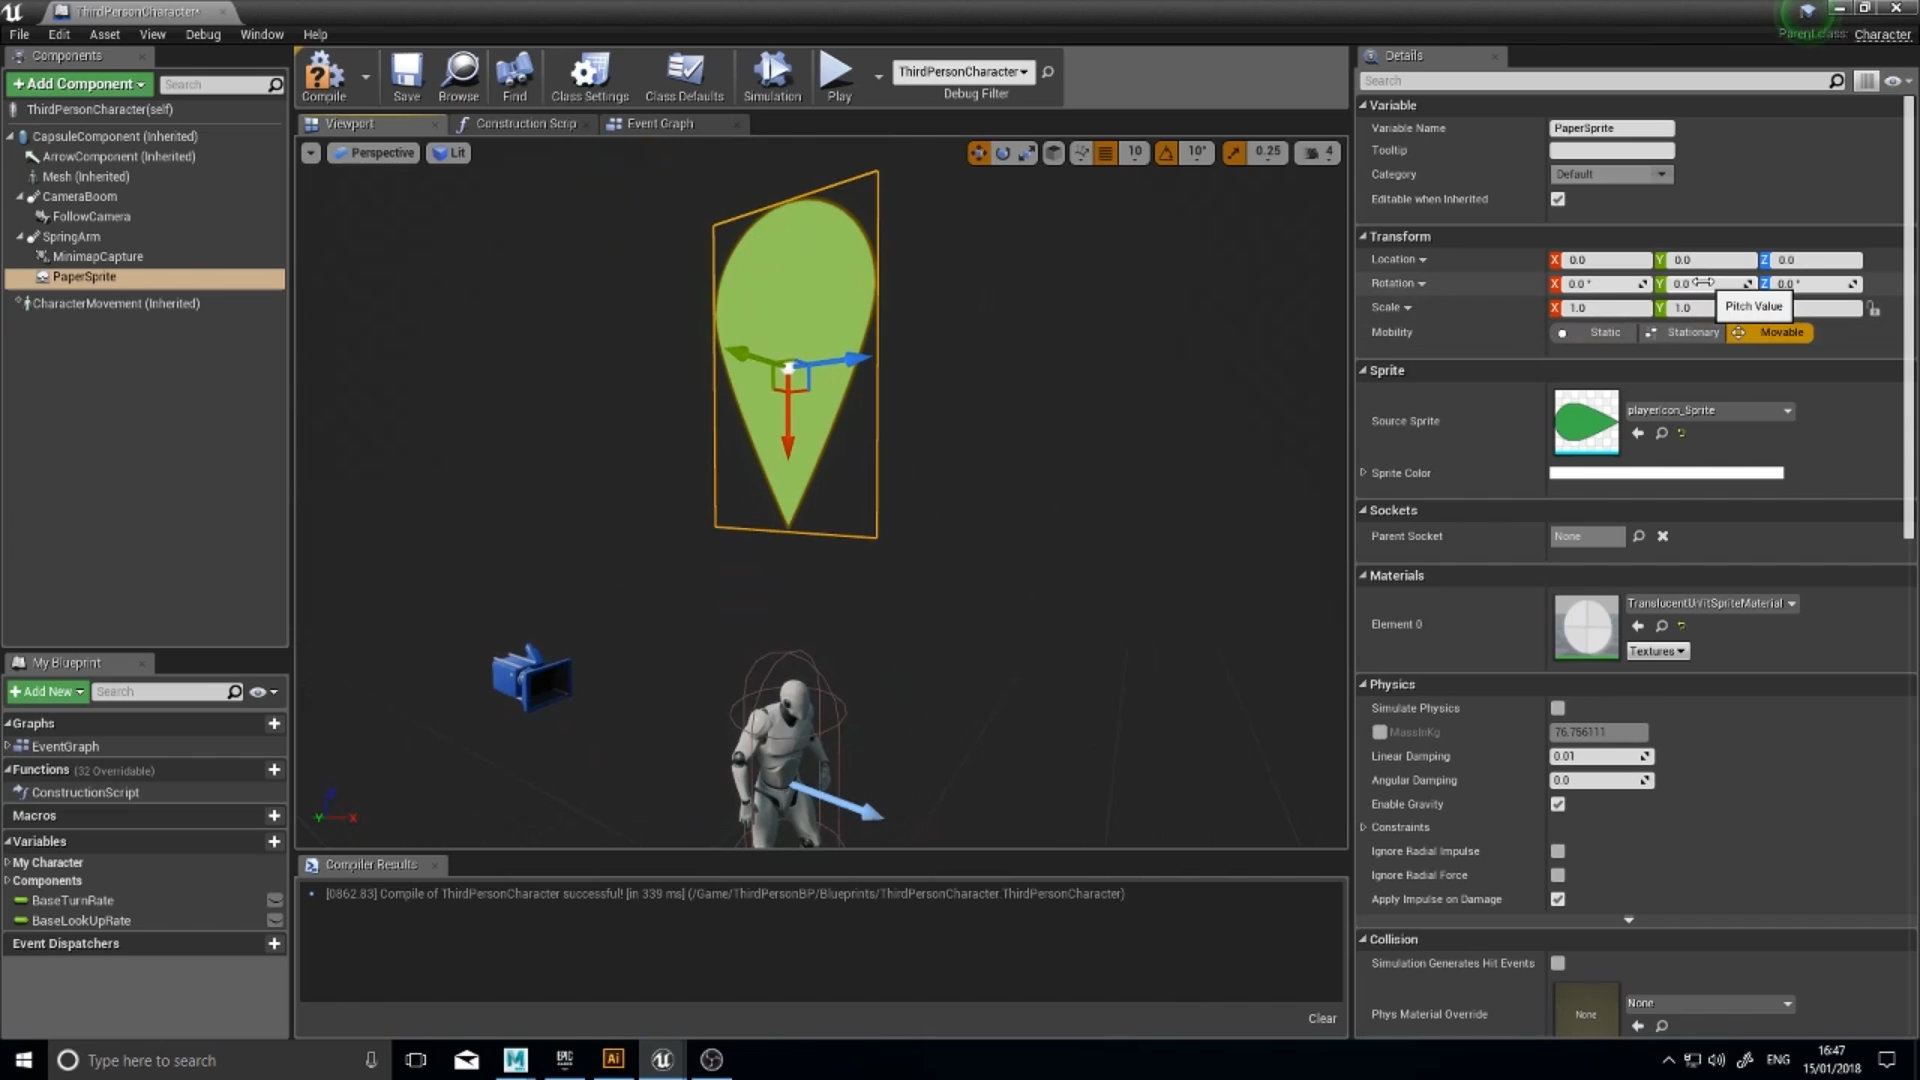 ThirdPersonCharacter*
File Edit Asset View Debug Window Help
Parent class: Character
Components
+Add Component
Search
ThirdPersonCharacter(self)
CapsuleComponent (Inherited)
ArrowComponent (Inherited)
Mesh (Inherited)
CameraBoom
FollowCamera
SpringArm
MinimapCapture
PaperSprite
CharacterMovement (Inherited)
My Blueprint
+Add New
Search
Graphs
EventGraph
Functions (32 Overridable)
ConstructionScript
Macros
Variables
My Character
Components
BaseTurnRate
BaseLookUpRate
Event Dispatchers
Compile Save Browse Find Class Settings Class Defaults Simulation Play
ThirdPersonCharacter
Debug Filter
Viewport Construction Scrip Event Graph
Perspective Lit
10 10° 0.25 4
Y X
Compiler Results
[0862.83] Compile of ThirdPersonCharacter successful! [in 339 ms] (/Game/ThirdPersonBP/Blueprints/ThirdPersonCharacter.ThirdPersonCharacter)
Clear
Details
Search
Variable
Variable Name PaperSprite
Tooltip
Category Default
Editable when Inherited
Transform
Location X 0.0 Y 0.0 Z 0.0
Rotation X 0.0 ° Y 0.0 Z 0.0 °
Scale X 1.0 Y 1.0
Pitch Value
Mobility Static Stationary Movable
Sprite
Source Sprite playericon_Sprite
Sprite Color
Sockets
Parent Socket None
Materials
Element 0 TranslucentUnlitSpriteMaterial
Textures
Physics
Simulate Physics
MassInKg 76.756111
Linear Damping 0.01
Angular Damping 0.0
Enable Gravity
Constraints
Ignore Radial Impulse
Ignore Radial Force
Apply Impulse on Damage
Collision
Simulation Generates Hit Events
Phys Material Override None None
Type here to search
M
EPIC
GAMES
Ai
ENG
16:47
15/01/2018